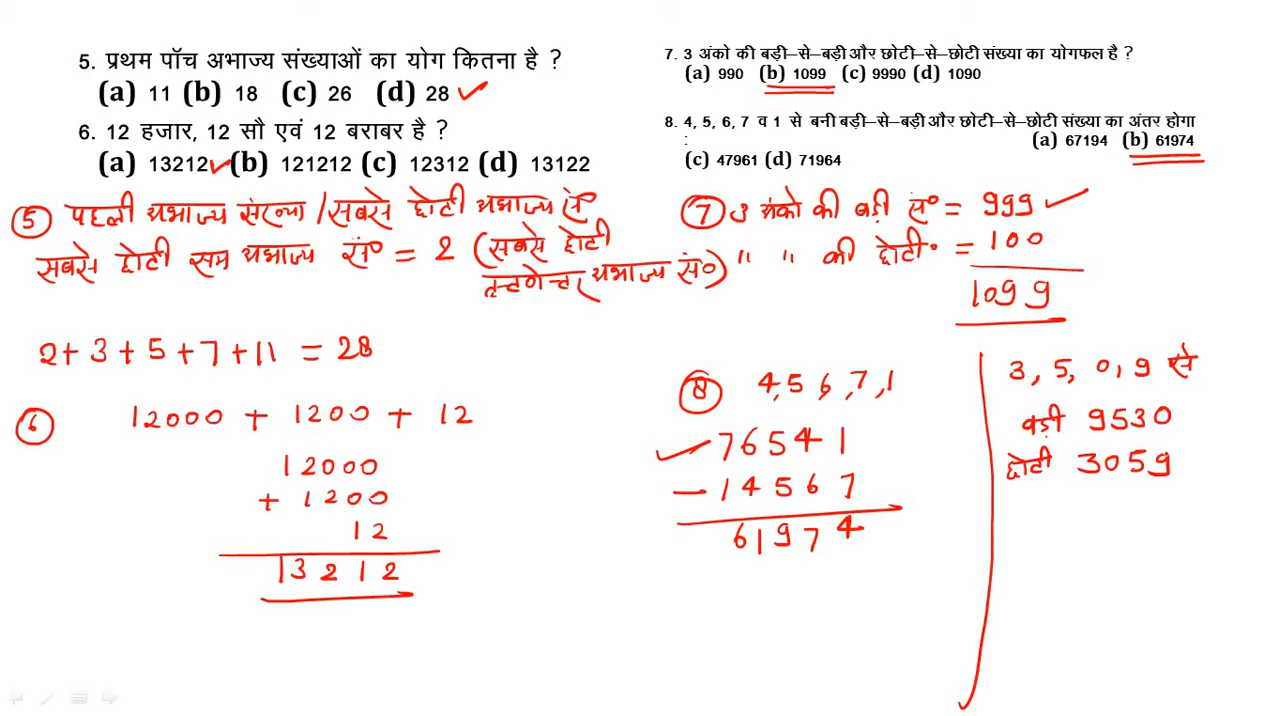 5. प्रथम पॉच अभाज्य संख्याओं का योग कितना है ?
(a) 11 (b) 18 (c) 26 (d) 28
6. 12 हजार, 12 सौ एवं 12 बराबर है ?
(a) 13212 (b) 121212 (c) 12312 (d) 13122
5 पहली अभाज्य संख्या / सबसे छोटी अभाज्य सं०
सबसे छोटी सम अभाज्य सं० = 2 (सबसे छोटी
अभाज्य सं०)
2 + 3 + 5 + 7 + 11 = 28
6 12000 + 1200 + 12
12000
+ 1200
12
13212
7. 3 अंको की बड़ी–से–बड़ी और छोटी–से–छोटी संख्या का योगफल है ?
(a) 990 (b) 1099 (c) 9990 (d) 1090
8. 4, 5, 6, 7 व 1 से बनी बड़ी–से–बड़ी और छोटी–से–छोटी संख्या का अंतर होगा
: (a) 67194 (b) 61974
(c) 47961 (d) 71964
7 3 अंको की बड़ी सं० = 999
" " की छोटी० = 100
1099
8 4, 5, 6, 7, 1
76541
– 14567
61974
3, 5, 0, 9 से
बड़ी 9530
छोटी 3059